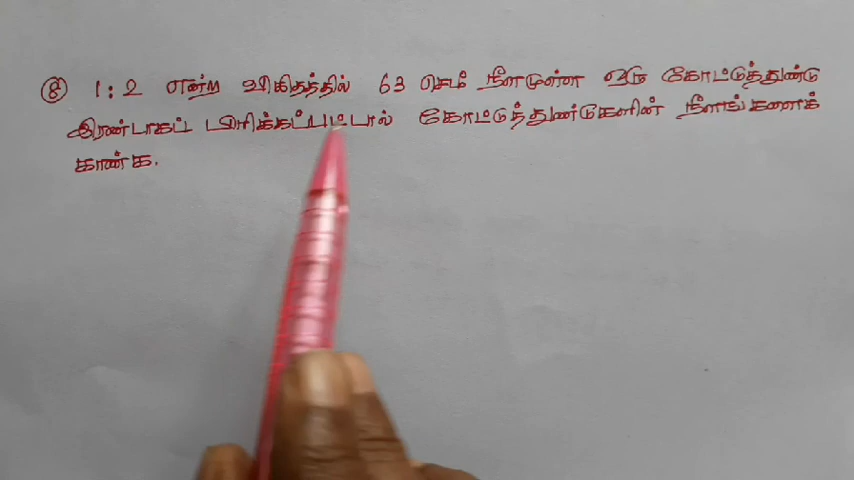 ⑧ 1 : 2 என்ற விகிதத்தில் 63 செமீ நீளமுள்ள ஒரு கோட்டுத்துண்டு
இரண்டாகப் பிரிக்கப்பட்டால் கோட்டுத்துண்டுகளின் நீளங்களைக்
காண்க.